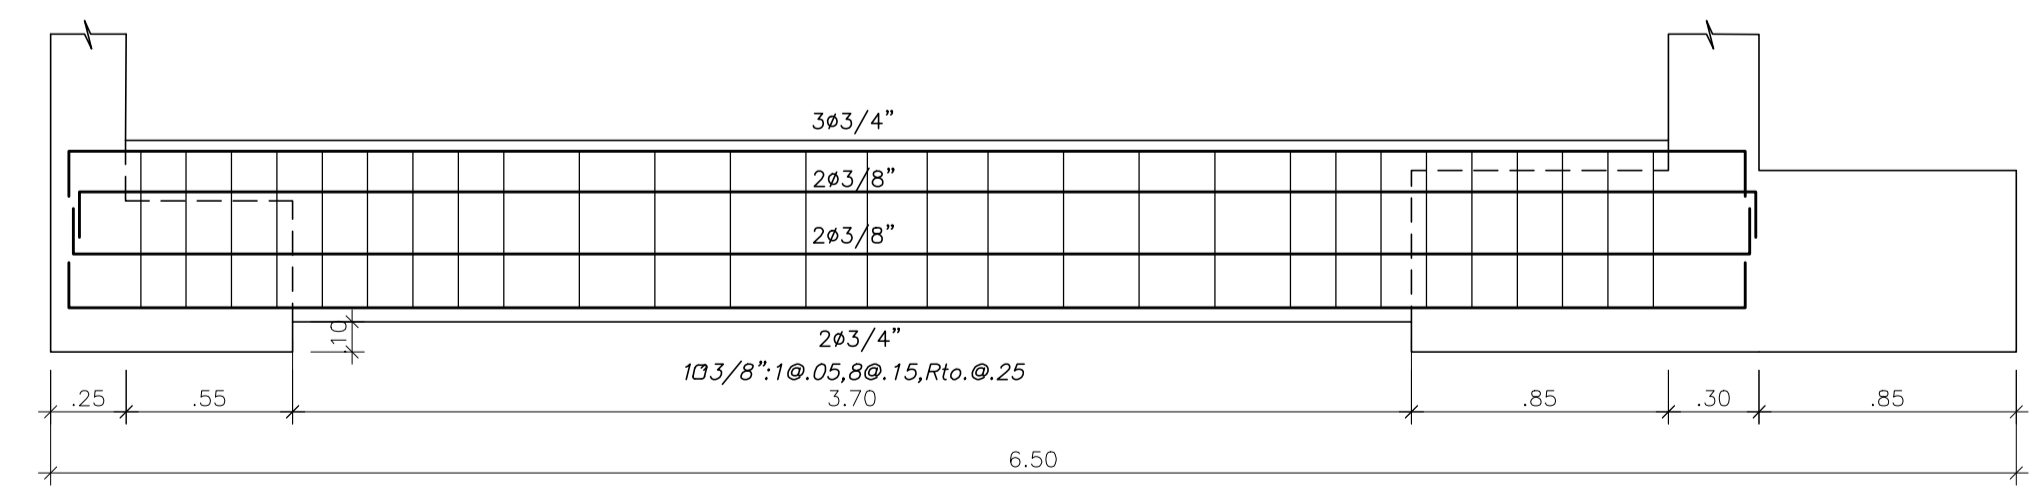 3ø3/4"
2ø3/8"
2ø3/8"
.10
2ø3/4"
1□3/8":1@.05,8@.15,Rto.@.25
.25 .55 3.70 .85 .30 .85
6.50